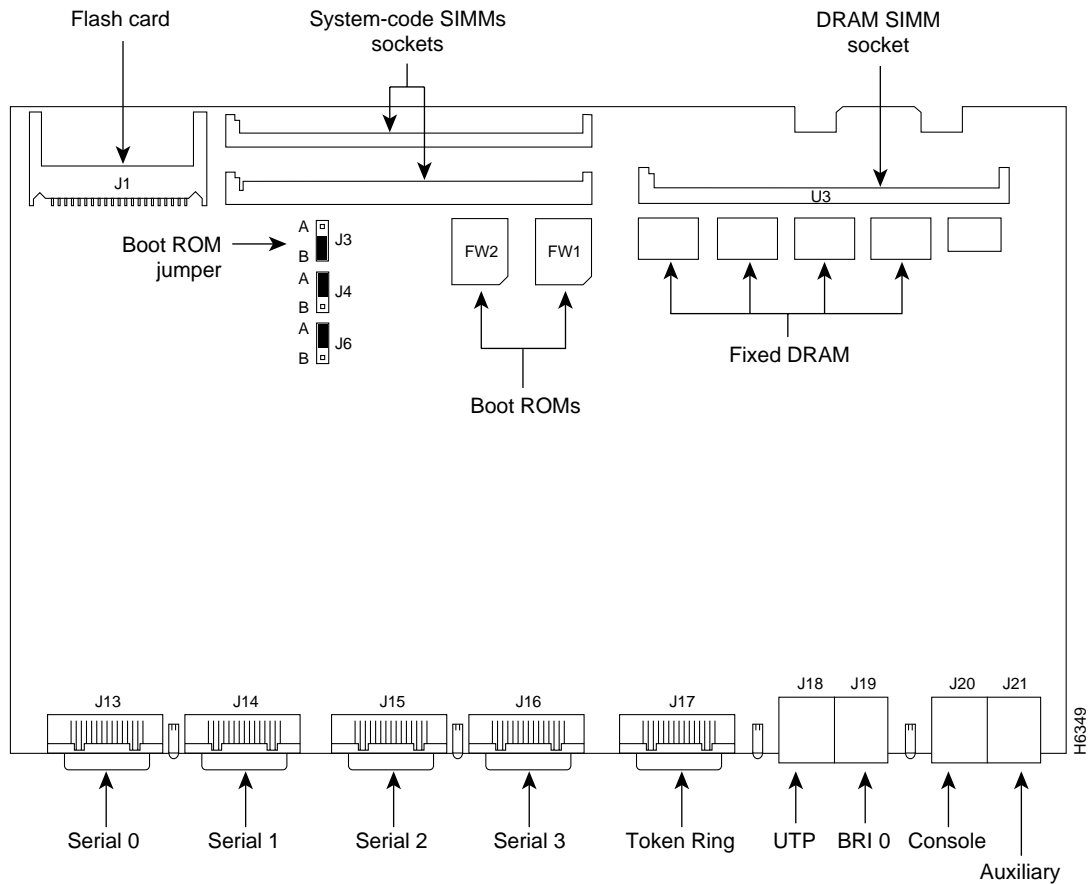 Flash card
System-code SIMMs
sockets
DRAM SIMM
socket
J1
U3
Boot ROM
jumper
A
B
J3
A
B
J4
A
B
J6
FW2
FW1
Boot ROMs
Fixed DRAM
J13
J14
J15
J16
J17
J18
J19
J20
J21
H6349
Serial 0
Serial 1
Serial 2
Serial 3
Token Ring
UTP
BRI 0
Console
Auxiliary